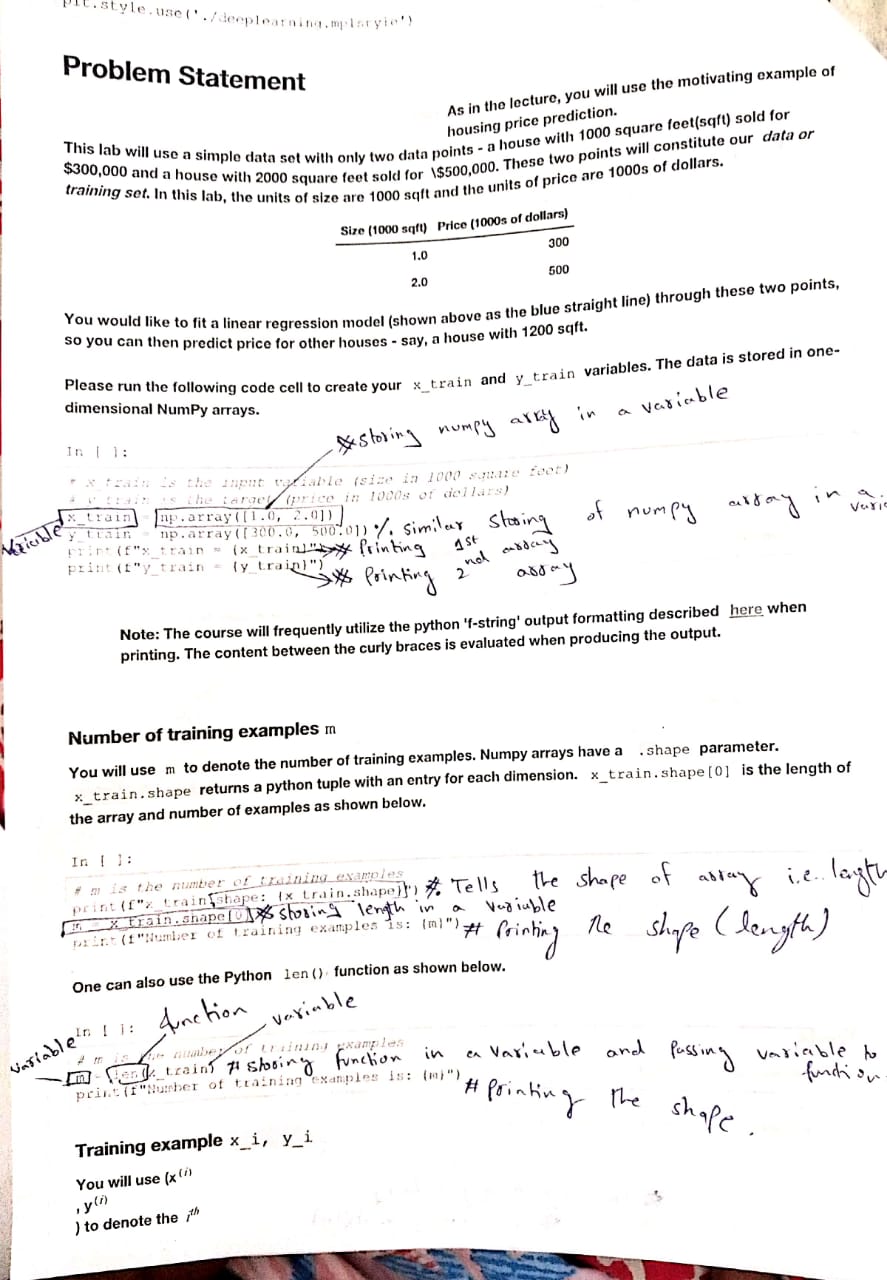 plt.style.use('./deeplearning.mplstyle')
Problem Statement
As in the lecture, you will use the motivating example of
housing price prediction.
This lab will use a simple data set with only two data points - a house with 1000 square feet(sqft) sold for
$300,000 and a house with 2000 square feet sold for \$500,000. These two points will constitute our data or
training set. In this lab, the units of size are 1000 sqft and the units of price are 1000s of dollars.
Size (1000 sqft) Price (1000s of dollars)
1.0 300
2.0 500
You would like to fit a linear regression model (shown above as the blue straight line) through these two points,
so you can then predict price for other houses - say, a house with 1200 sqft.
Please run the following code cell to create your x_train and y_train variables. The data is stored in one-
dimensional NumPy arrays.
storing numpy array in a variable
In [ ]:
# x_train is the input variable (size in 1000 square feet)
# y_train is the target (price in 1000s of dollars)
x_train = np.array([1.0, 2.0])
Variable
y_train = np.array([300.0, 500.0]) % similar storing of numpy array in a
print(f"x_train = {x_train}") # Printing 1st array
print(f"y_train = {y_train}") # Printing 2nd array
Note: The course will frequently utilize the python 'f-string' output formatting described here when
printing. The content between the curly braces is evaluated when producing the output.
Number of training examples m
You will use m to denote the number of training examples. Numpy arrays have a .shape parameter.
x_train.shape returns a python tuple with an entry for each dimension. x_train.shape[0] is the length of
the array and number of examples as shown below.
In [ ]:
# m is the number of training examples
print(f"x_train.shape: {x_train.shape}") # Tells the shape of array i.e..
m = x_train.shape[0] # storing length in a variable
print(f"Number of training examples is: {m}") # Printing the shape (length)
One can also use the Python len() function as shown below.
function variable
In [ ]:
Variable
# m is the number of training examples
m = len(x_train) # storing function in a variable and passing variable to function
print(f"Number of training examples is: {m}") # Printing the shape.
Training example x_i, y_i
You will use (x(i)
, y(i)
) to denote the ith